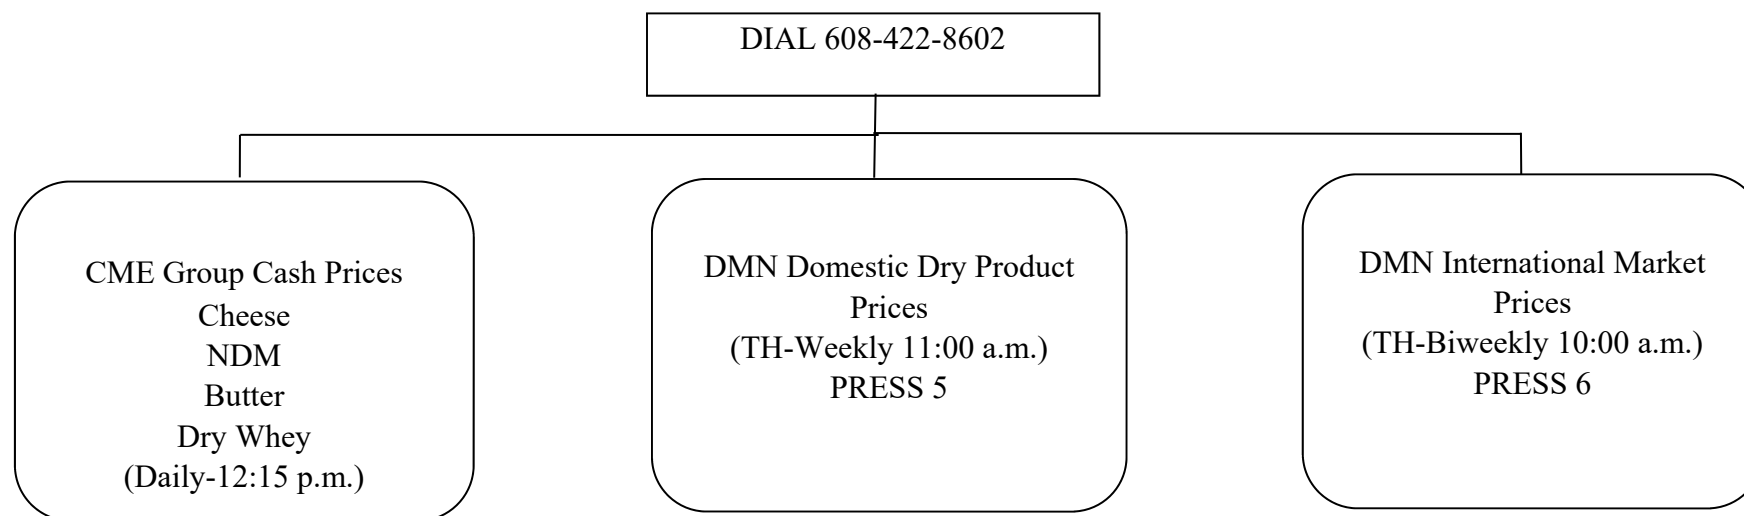 DIAL 608-422-8602
CME Group Cash Prices
Cheese
NDM
Butter
Dry Whey
(Daily-12:15 p.m.)
DMN Domestic Dry Product
Prices
(TH-Weekly 11:00 a.m.)
PRESS 5
DMN International Market
Prices
(TH-Biweekly 10:00 a.m.)
PRESS 6